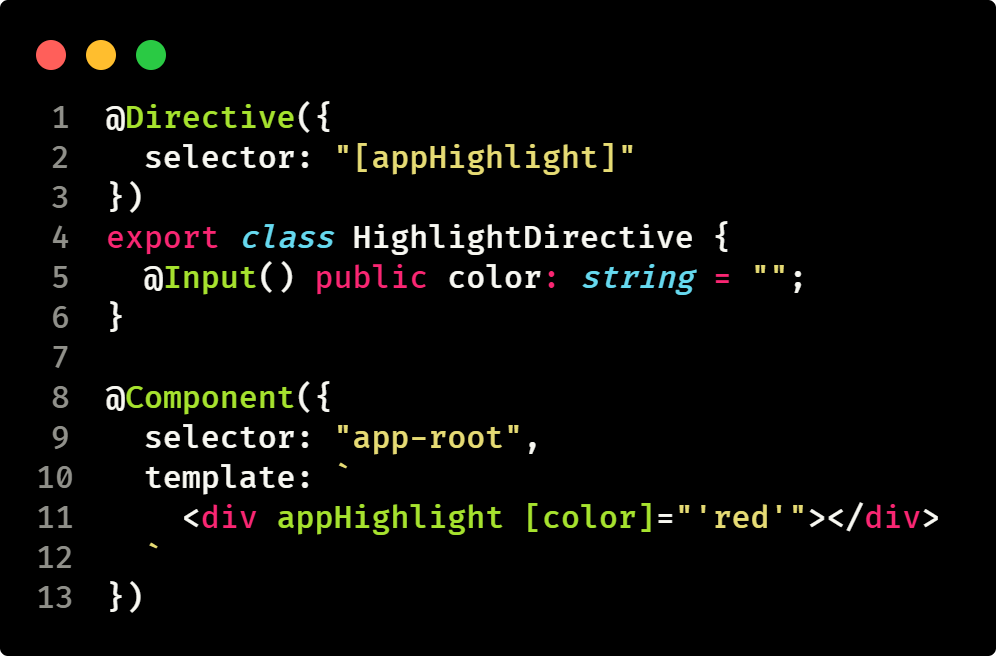 1 @Directive({
2   selector: "[appHighlight]"
3 })
4 export class HighlightDirective {
5   @Input() public color: string = "";
6 }
7
8 @Component({
9   selector: "app-root",
10   template: `
11     <div appHighlight [color]="'red'"></div>
12   `
13 })